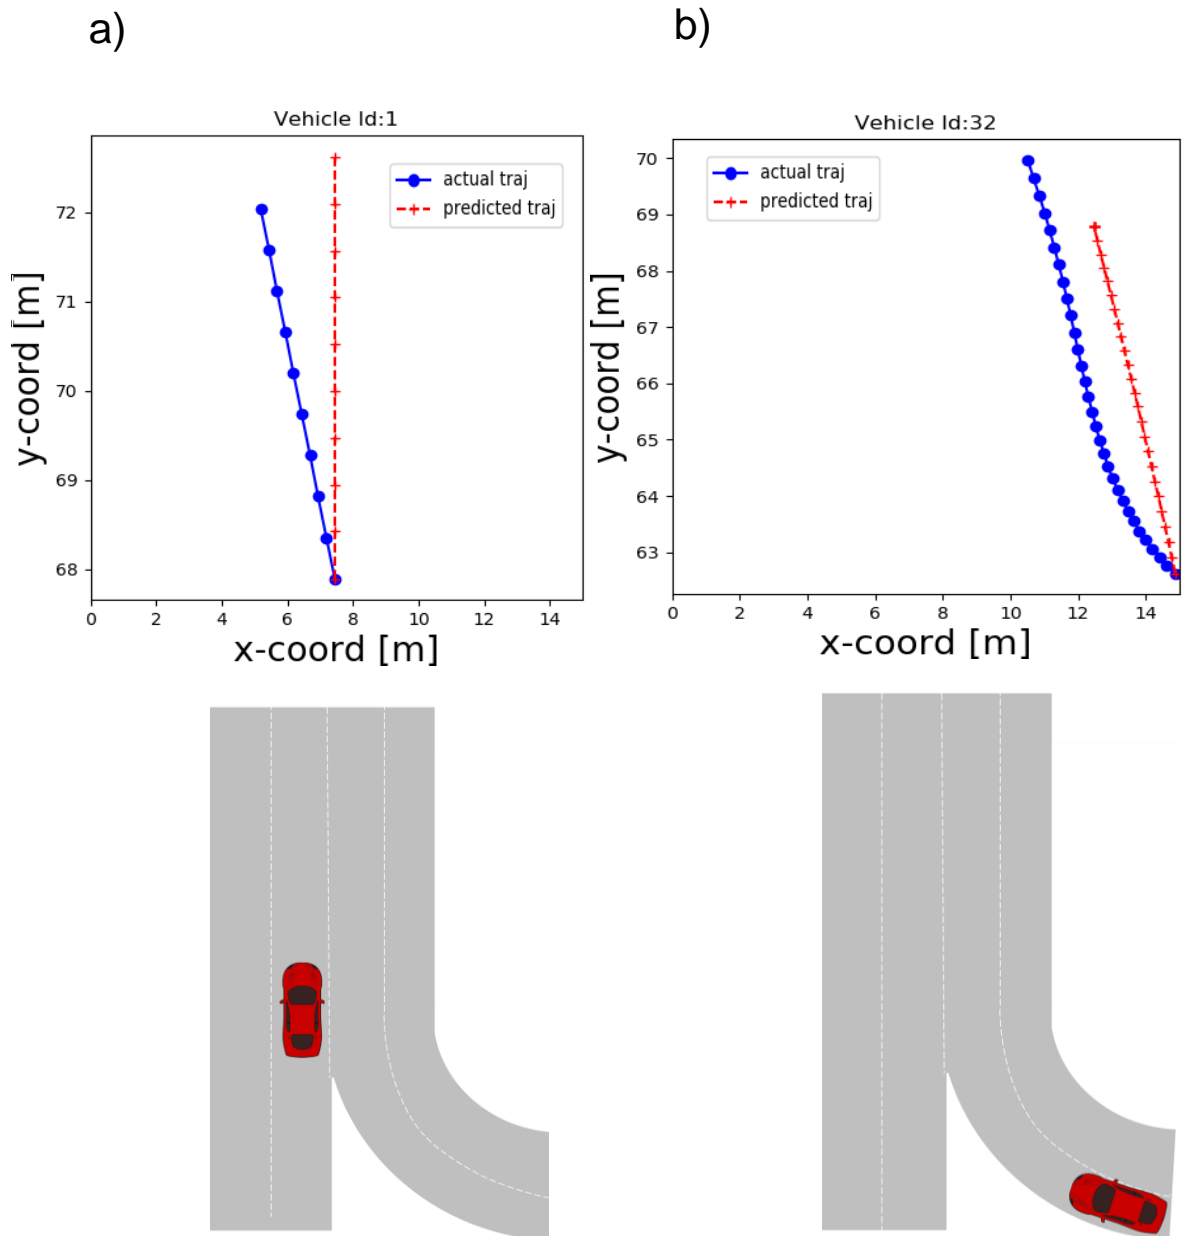 a)
b)
Vehicle Id:1
actual traj
predicted traj
72
71
70
69
68
y-coord [m]
0 2 4 6 8 10 12 14
x-coord [m]
Vehicle Id:32
actual traj
predicted traj
70
69
68
67
66
65
64
63
y-coord [m]
0 2 4 6 8 10 12 14
x-coord [m]